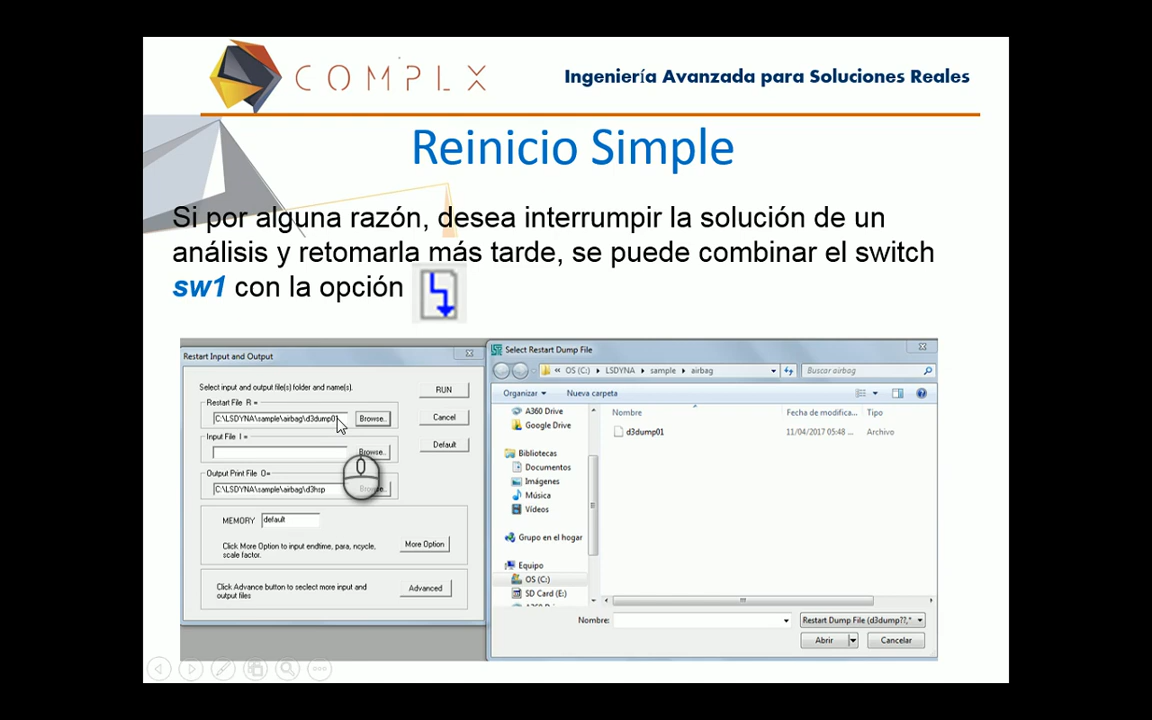 COMPLX
Ingeniería Avanzada para Soluciones Reales
Reinicio Simple
Si por alguna razón, desea interrumpir la solución de un
análisis y retomarla más tarde, se puede combinar el switch
sw1 con la opción
Restart Input and Output
Select input and output file(s) folder and name(s).
RUN
Restart File R =
C:\LSDYNA\sample\airbag\d3dump01
Browse..
Cancel
Input File I =
Browse..
Default
Output Print File O=
C:\LSDYNA\sample\airbag\d3hsp
Browse..
MEMORY
default
Click More Option to input endtime, para, ncycle,
scale factor.
More Option
Click Advance button to seclect more input and
output files
Advanced
Select Restart Dump File
« OS (C:) LSDYNA sample airbag
Buscar airbag
Organizar
Nueva carpeta
A360 Drive
Google Drive
Bibliotecas
Documentos
Imágenes
Música
Vídeos
Grupo en el hogar
Equipo
OS (C:)
SD Card (E:)
Nombre
Fecha de modifica...
Tipo
d3dump01
11/04/2017 05:48 ...
Archivo
Nombre:
Restart Dump File (d3dump??,*
Abrir
Cancelar